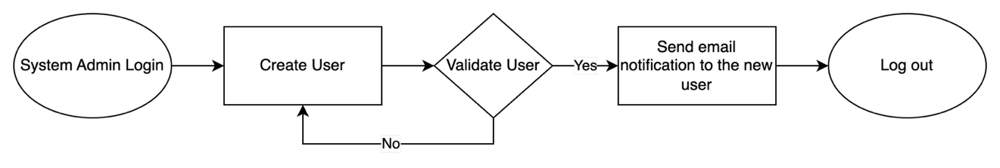 System Admin Login
Create User
Validate User
Yes
Send email
notification to the new
user
Log out
No